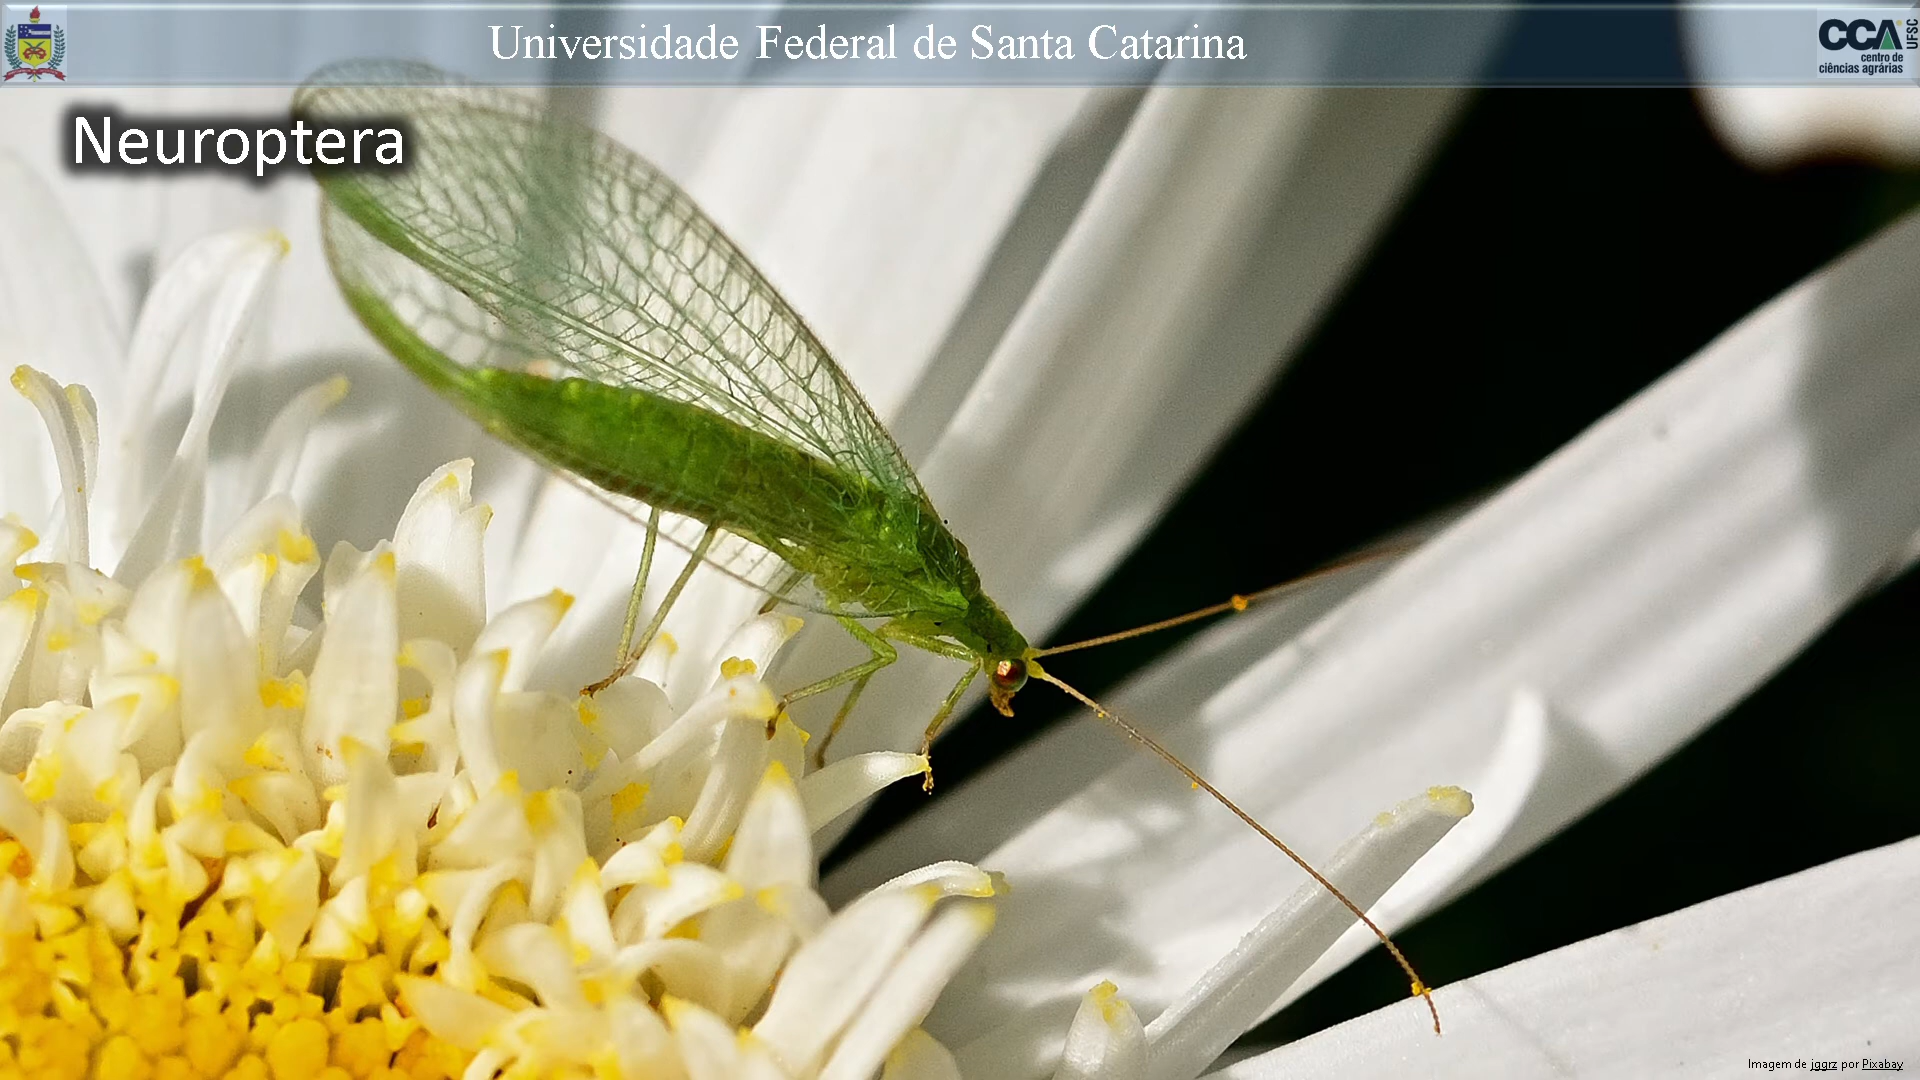 Universidade Federal de Santa Catarina
CCA
UFSC
centro de
ciências agrárias
Neuroptera
Imagem de jggrz por Pixabay